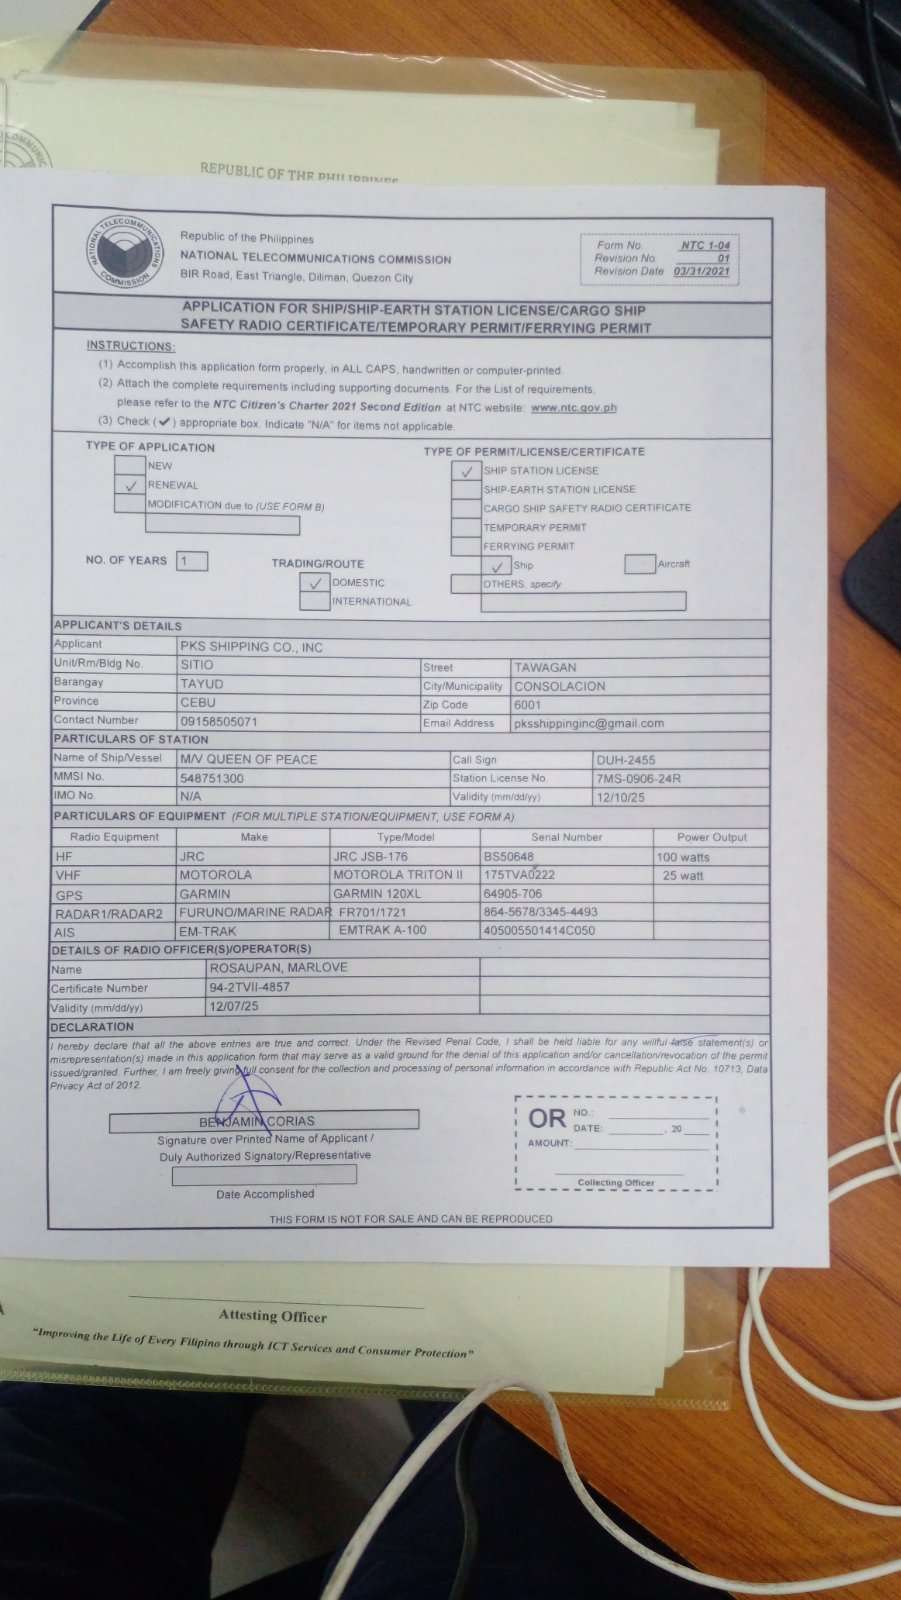 REPUBLIC OF THE PHILIPPINES
NATIONAL TELECOMMUNICATIONS COMMISSION
Republic of the Philippines
NATIONAL TELECOMMUNICATIONS COMMISSION
BIR Road, East Triangle, Diliman, Quezon City
Form No. NTC 1-04
Revision No. 01
Revision Date 03/31/2021
APPLICATION FOR SHIP/SHIP-EARTH STATION LICENSE/CARGO SHIP
SAFETY RADIO CERTIFICATE/TEMPORARY PERMIT/FERRYING PERMIT
INSTRUCTIONS:
(1) Accomplish this application form properly, in ALL CAPS, handwritten or computer-printed.
(2) Attach the complete requirements including supporting documents. For the List of requirements,
please refer to the NTC Citizen's Charter 2021 Second Edition at NTC website: www.ntc.gov.ph
(3) Check (✓) appropriate box. Indicate "N/A" for items not applicable.
TYPE OF APPLICATION
NEW
✓ RENEWAL
MODIFICATION due to (USE FORM B)
NO. OF YEARS 1
TRADING/ROUTE
✓ DOMESTIC
INTERNATIONAL
TYPE OF PERMIT/LICENSE/CERTIFICATE
✓ SHIP STATION LICENSE
SHIP-EARTH STATION LICENSE
CARGO SHIP SAFETY RADIO CERTIFICATE
TEMPORARY PERMIT
FERRYING PERMIT
✓ Ship Aircraft
OTHERS, specify
APPLICANT'S DETAILS
Applicant PKS SHIPPING CO., INC
Unit/Rm/Bldg No. SITIO Street TAWAGAN
Barangay TAYUD City/Municipality CONSOLACION
Province CEBU Zip Code 6001
Contact Number 09158505071 Email Address pksshippinginc@gmail.com
PARTICULARS OF STATION
Name of Ship/Vessel M/V QUEEN OF PEACE Call Sign DUH-2455
MMSI No. 548751300 Station License No. 7MS-0906-24R
IMO No. N/A Validity (mm/dd/yy) 12/10/25
PARTICULARS OF EQUIPMENT (FOR MULTIPLE STATION/EQUIPMENT, USE FORM A)
Radio Equipment Make Type/Model Serial Number Power Output
HF JRC JRC JSB-176 BS50648 100 watts
VHF MOTOROLA MOTOROLA TRITON II 175TVA0222 25 watt
GPS GARMIN GARMIN 120XL 64905-706
RADAR1/RADAR2 FURUNO/MARINE RADAR FR701/1721 864-5678/3345-4493
AIS EM-TRAK EMTRAK A-100 405005501414C050
DETAILS OF RADIO OFFICER(S)/OPERATOR(S)
Name ROSAUPAN, MARLOVE
Certificate Number 94-2TVII-4857
Validity (mm/dd/yy) 12/07/25
DECLARATION
I hereby declare that all the above entries are true and correct. Under the Revised Penal Code, I shall be held liable for any willful false statement(s) or
misrepresentation(s) made in this application form that may serve as a valid ground for the denial of this application and/or cancellation/revocation of the permit
issued/granted. Further, I am freely giving full consent for the collection and processing of personal information in accordance with Republic Act No. 10713, Data
Privacy Act of 2012.
BENJAMIN CORIAS
Signature over Printed Name of Applicant /
Duly Authorized Signatory/Representative
Date Accomplished
OR NO.:
DATE: , 20
AMOUNT:
Collecting Officer
THIS FORM IS NOT FOR SALE AND CAN BE REPRODUCED
Attesting Officer
"Improving the Life of Every Filipino through ICT Services and Consumer Protection"